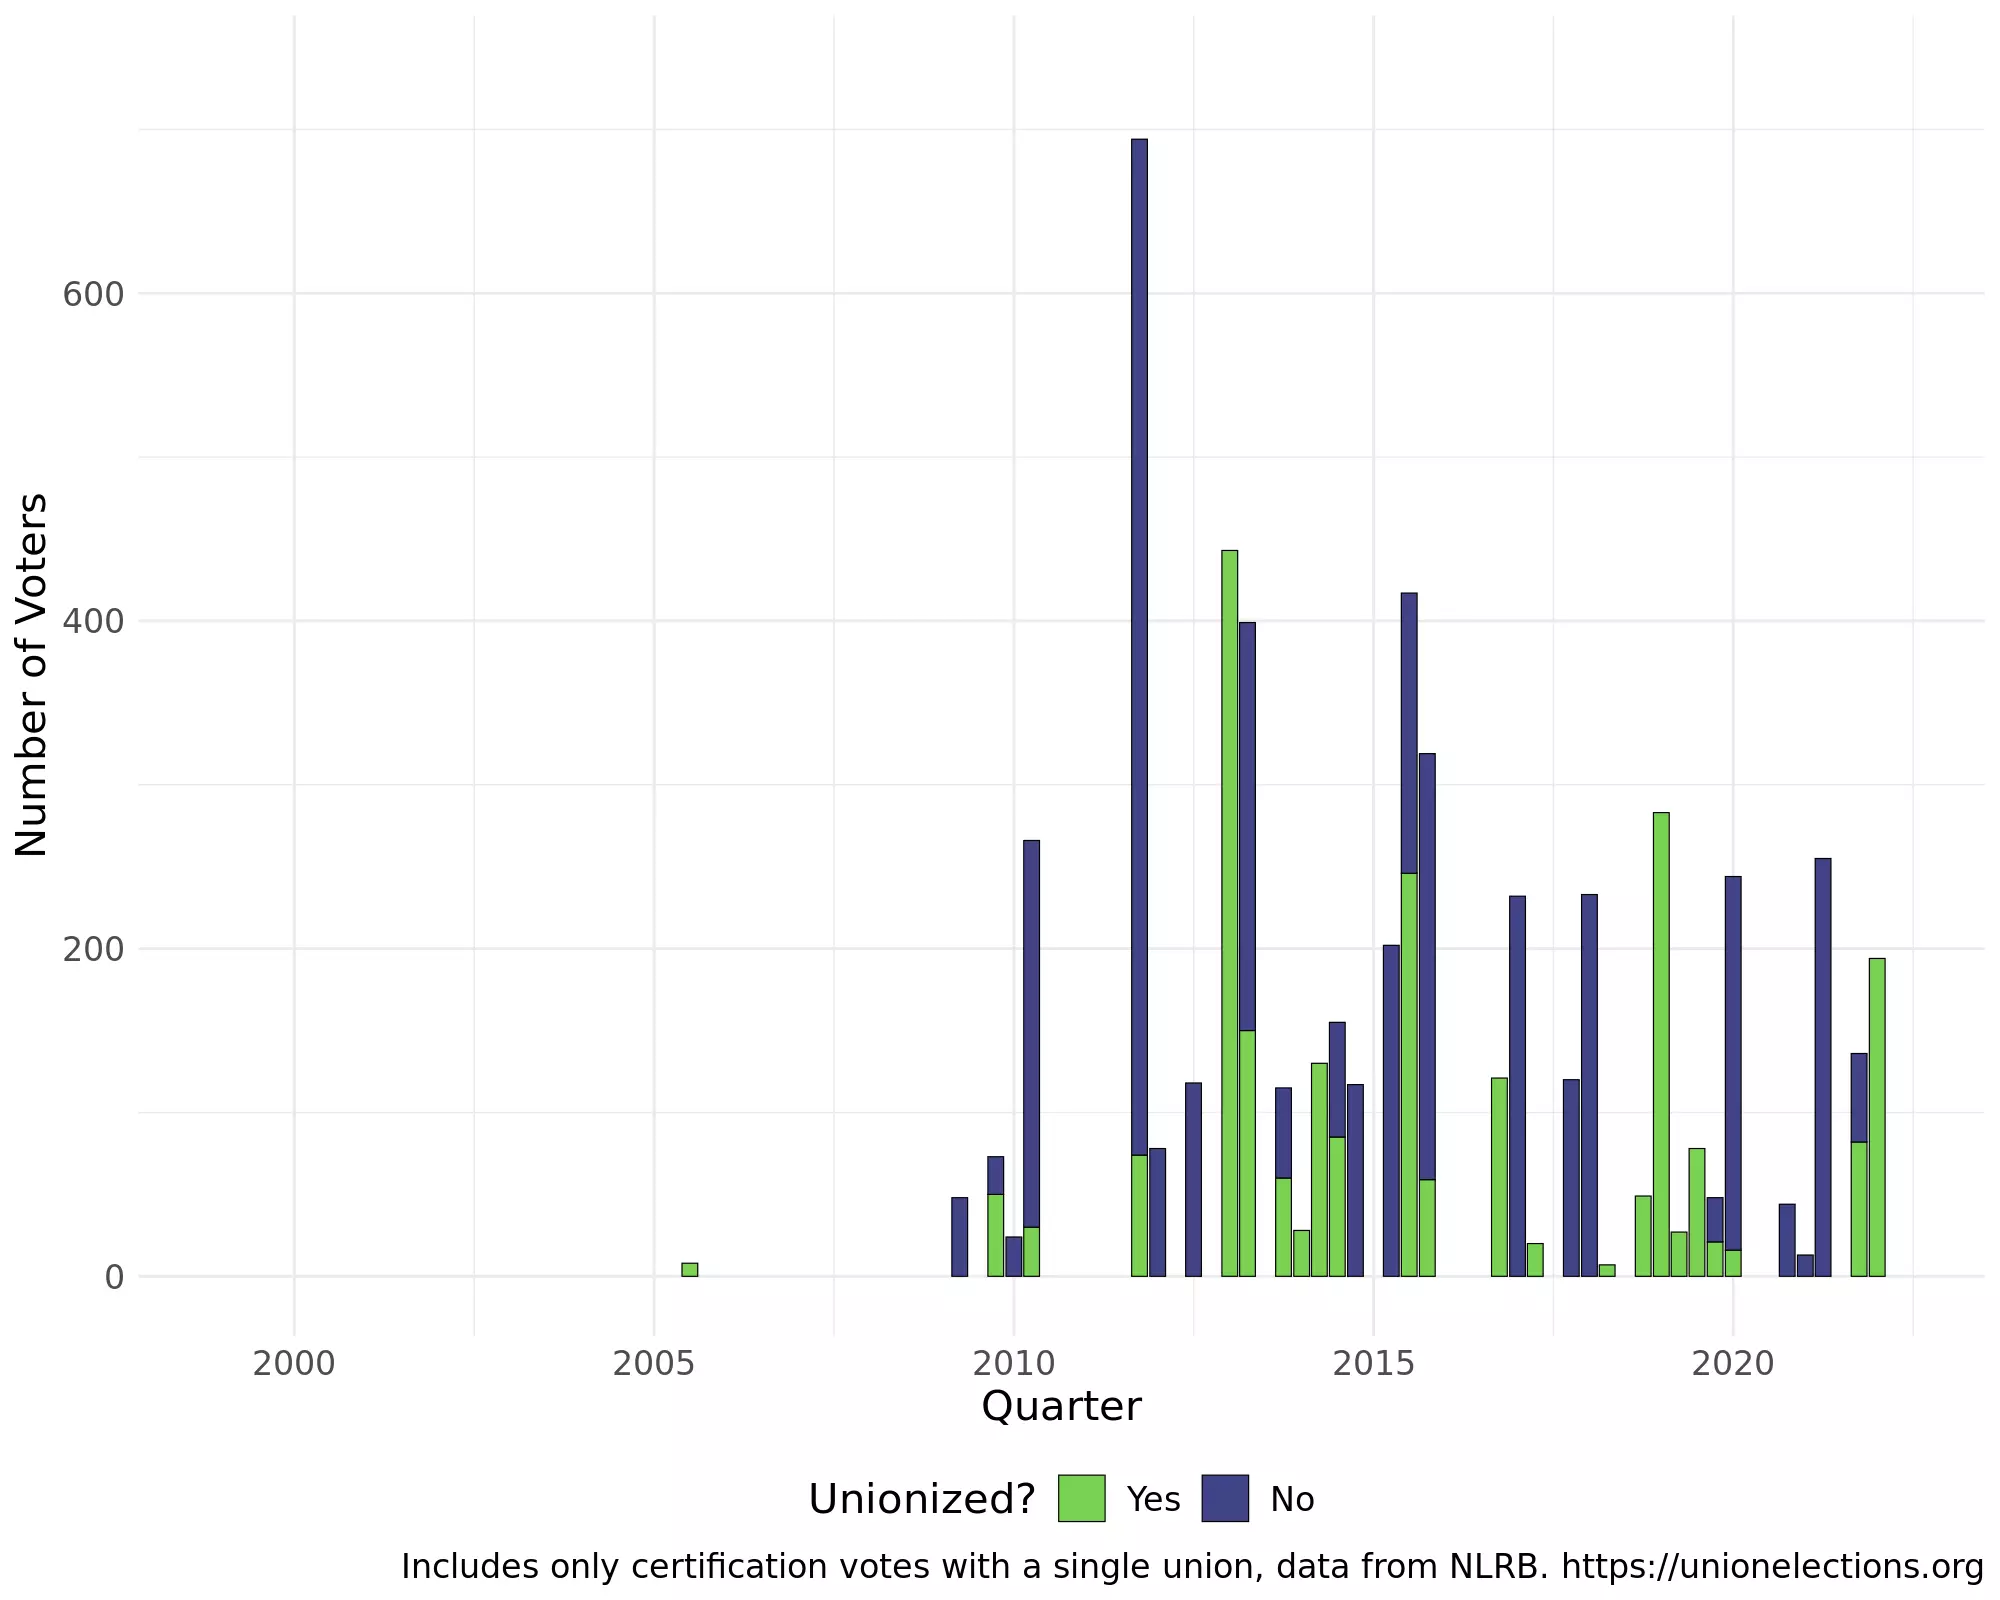 Number of Voters
600
400
200
0
2000 2005 2010 2015 2020
Quarter
Unionized? Yes No
Includes only certification votes with a single union, data from NLRB. https://unionelections.org